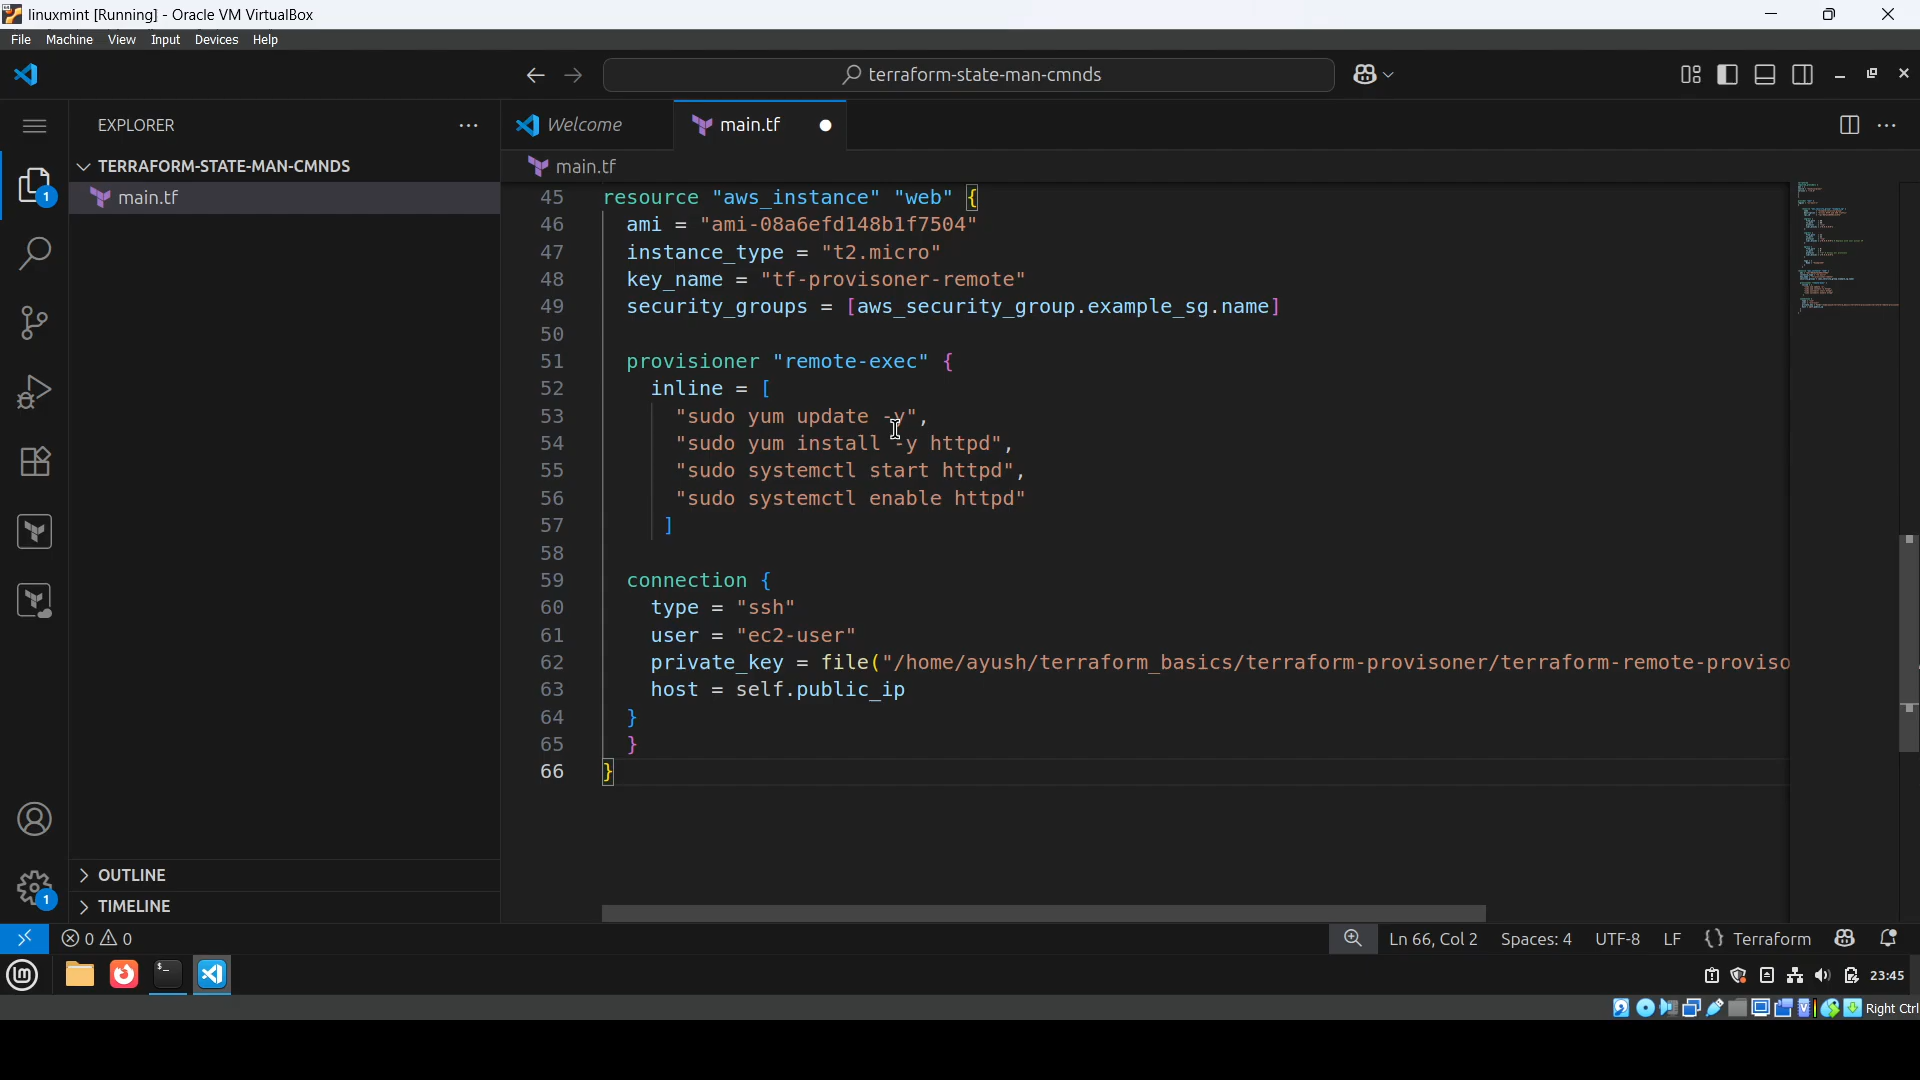 linuxmint [Running] - Oracle VM VirtualBox
File Machine View Input Devices Help
terraform-state-man-cmnds
EXPLORER
Welcome
main.tf
TERRAFORM-STATE-MAN-CMNDS
main.tf
main.tf
1
45 resource "aws_instance" "web" {
46 ami = "ami-08a6efd148b1f7504"
47 instance_type = "t2.micro"
48 key_name = "tf-provisoner-remote"
49 security_groups = [aws_security_group.example_sg.name]
50
51 provisioner "remote-exec" {
52 inline = [
53 "sudo yum update -y",
54 "sudo yum install -y httpd",
55 "sudo systemctl start httpd",
56 "sudo systemctl enable httpd"
57 ]
58
59 connection {
60 type = "ssh"
61 user = "ec2-user"
62 private_key = file("/home/ayush/terraform_basics/terraform-provisoner/terraform-remote-proviso
63 host = self.public_ip
64 }
65 }
66 }
OUTLINE
1
TIMELINE
0 0
Ln 66, Col 2 Spaces: 4 UTF-8 LF {} Terraform
23:45
Right Ctrl